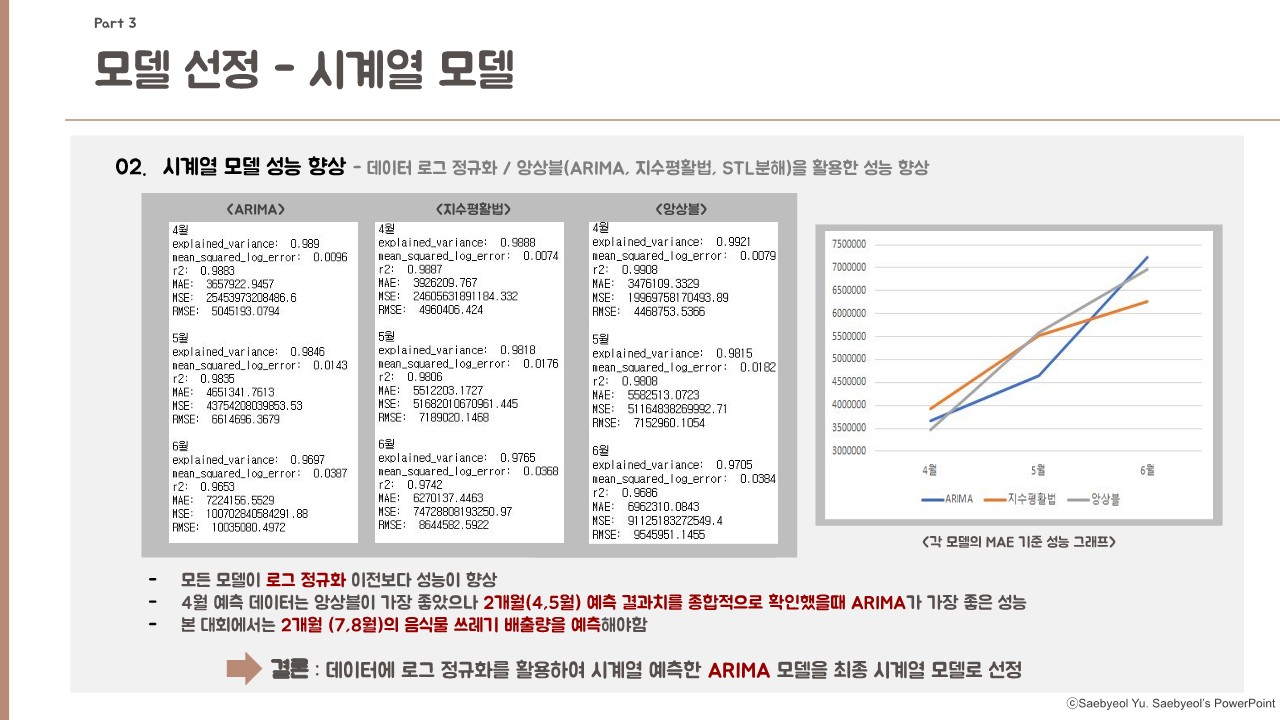 Part 3
모델 선정 - 시계열 모델
02. 시계열 모델 성능 향상 - 데이터 로그 정규화 / 앙상블(ARIMA, 지수평활법, STL분해)을 활용한 성능 향상
<ARIMA>
4월
explained_variance: 0.989
mean_squared_log_error: 0.0096
r2: 0.9883
MAE: 3657922.9457
MSE: 25453973208486.6
RMSE: 5045193.0794
5월
explained_variance: 0.9846
mean_squared_log_error: 0.0143
r2: 0.9835
MAE: 4651341.7613
MSE: 43754208039853.53
RMSE: 6614696.3679
6월
explained_variance: 0.9697
mean_squared_log_error: 0.0387
r2: 0.9653
MAE: 7224156.5529
MSE: 100702840584291.88
RMSE: 10035080.4972
<지수평활법>
4월
explained_variance: 0.9888
mean_squared_log_error: 0.0074
r2: 0.9887
MAE: 3926209.767
MSE: 24605631891184.332
RMSE: 4960406.424
5월
explained_variance: 0.9818
mean_squared_log_error: 0.0176
r2: 0.9806
MAE: 5512203.1727
MSE: 51682010670961.445
RMSE: 7189020.1468
6월
explained_variance: 0.9765
mean_squared_log_error: 0.0368
r2: 0.9742
MAE: 6270137.4463
MSE: 74728808193250.97
RMSE: 8644582.5922
<앙상블>
4월
explained_variance: 0.9921
mean_squared_log_error: 0.0079
r2: 0.9908
MAE: 3476109.3329
MSE: 19969758170493.89
RMSE: 4468753.5366
5월
explained_variance: 0.9815
mean_squared_log_error: 0.0182
r2: 0.9808
MAE: 5582513.0723
MSE: 51164838269992.71
RMSE: 7152960.1054
6월
explained_variance: 0.9705
mean_squared_log_error: 0.0384
r2: 0.9686
MAE: 6962310.0843
MSE: 91125183272549.4
RMSE: 9545951.1455
7500000
7000000
6500000
6000000
5500000
5000000
4500000
4000000
3500000
3000000
4월 5월 6월
ARIMA 지수평활법 앙상블
<각 모델의 MAE 기준 성능 그래프>
- 모든 모델이 로그 정규화 이전보다 성능이 향상
- 4월 예측 데이터는 앙상블이 가장 좋았으나 2개월(4,5월) 예측 결과치를 종합적으로 확인했을때 ARIMA가 가장 좋은 성능
- 본 대회에서는 2개월 (7,8월)의 음식물 쓰레기 배출량을 예측해야함
결론 : 데이터에 로그 정규화를 활용하여 시계열 예측한 ARIMA 모델을 최종 시계열 모델로 선정
ⓒSaebyeol Yu. Saebyeol's PowerPoint